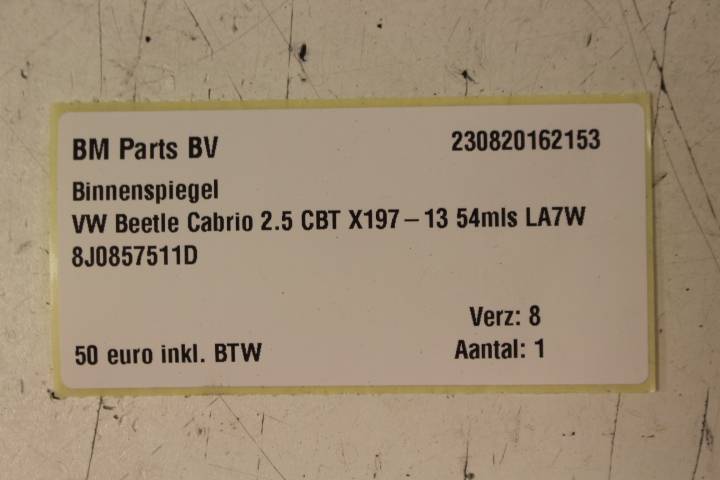 BM Parts BV 230820162153
Binnenspiegel
VW Beetle Cabrio 2.5 CBT X197-13 54mls LA7W
8J0857511D
Verz: 8
50 euro inkl. BTW Aantal: 1